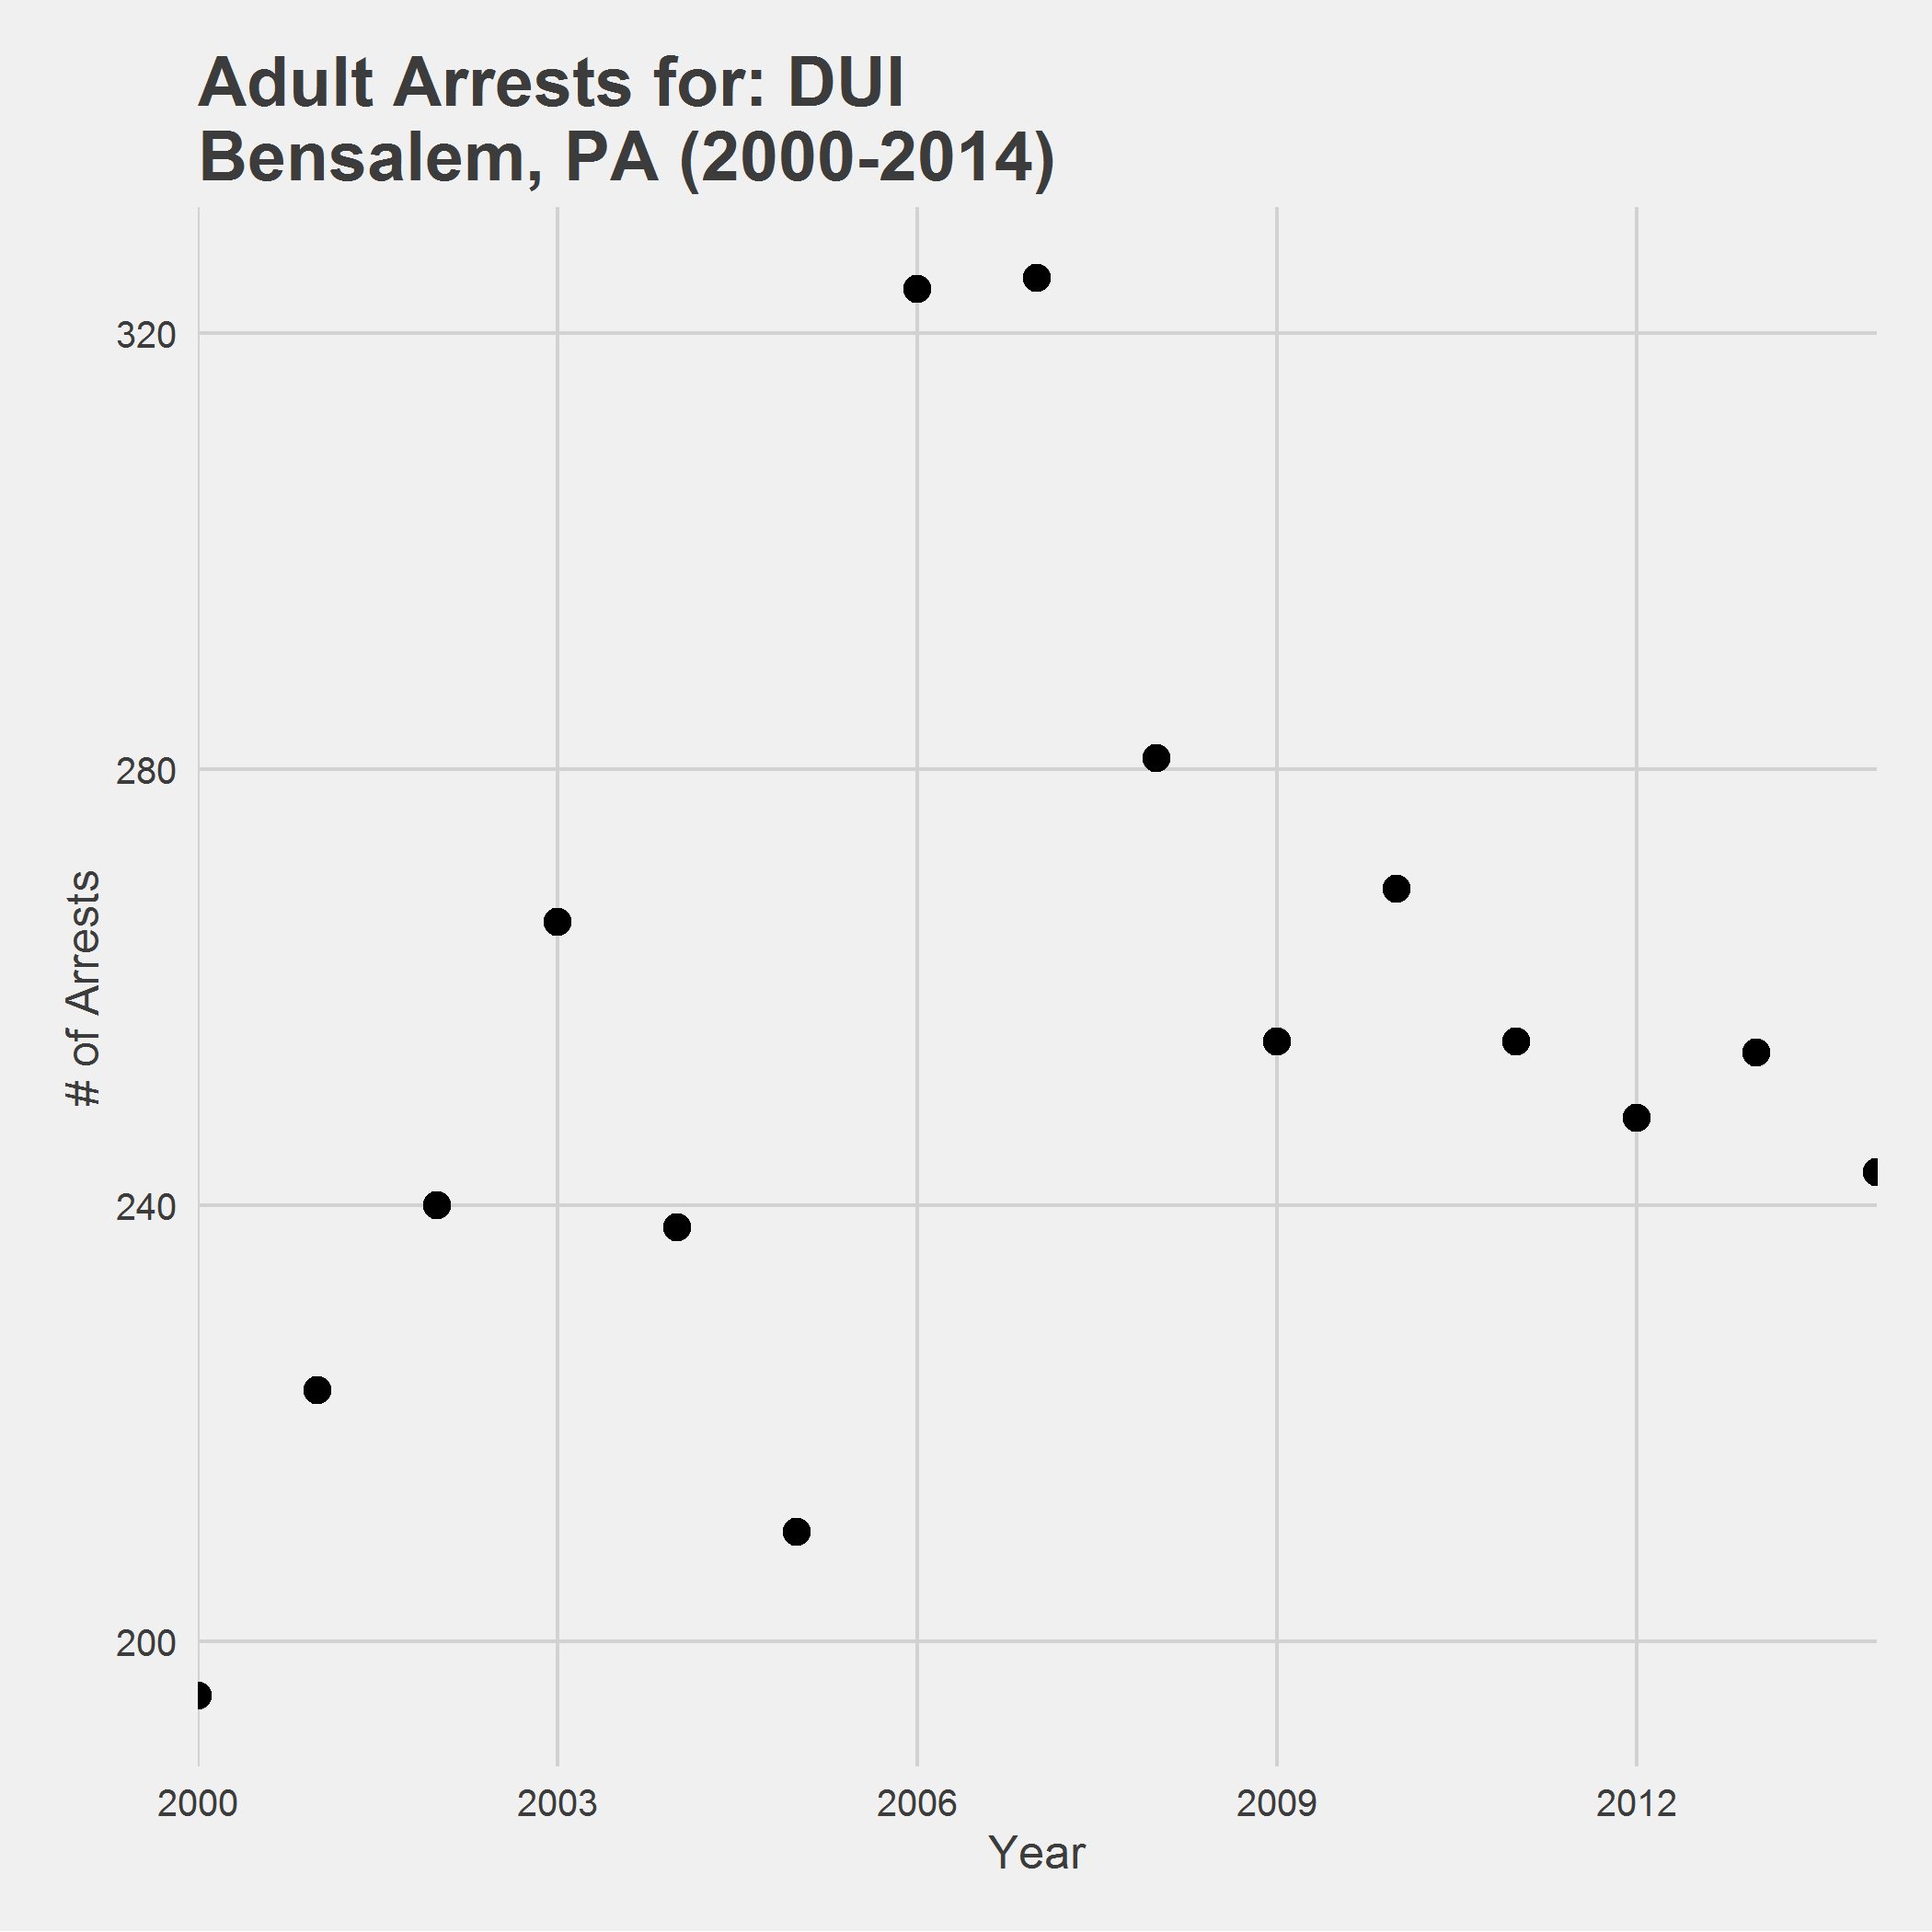 Adult Arrests for: DUI
Bensalem, PA (2000-2014)
320
280
240
200
# of Arrests
2000 2003 2006 2009 2012
Year